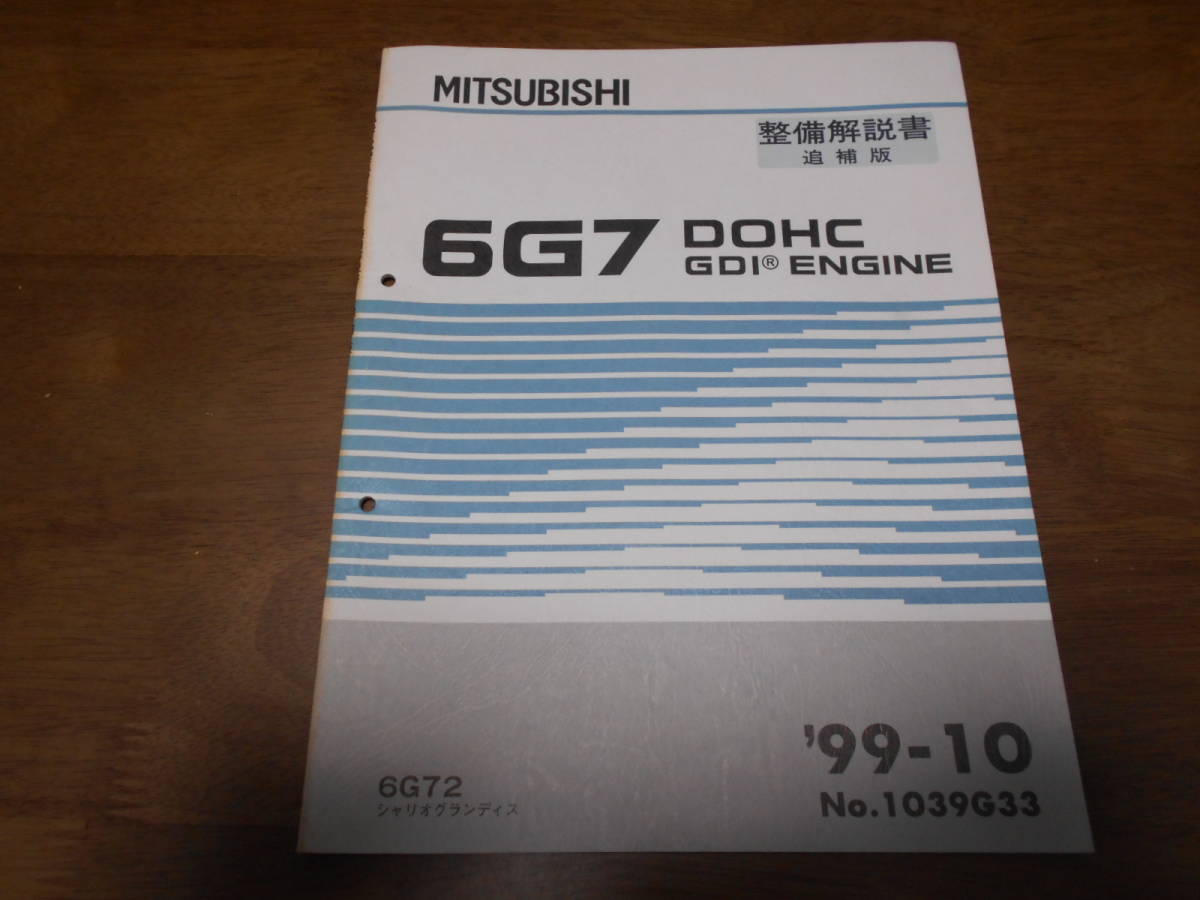 MITSUBISHI
整備解説書
追補版
6G7 DOHC
GDI® ENGINE
'99-10
No.1039G33
6G72
シャリオグランディス